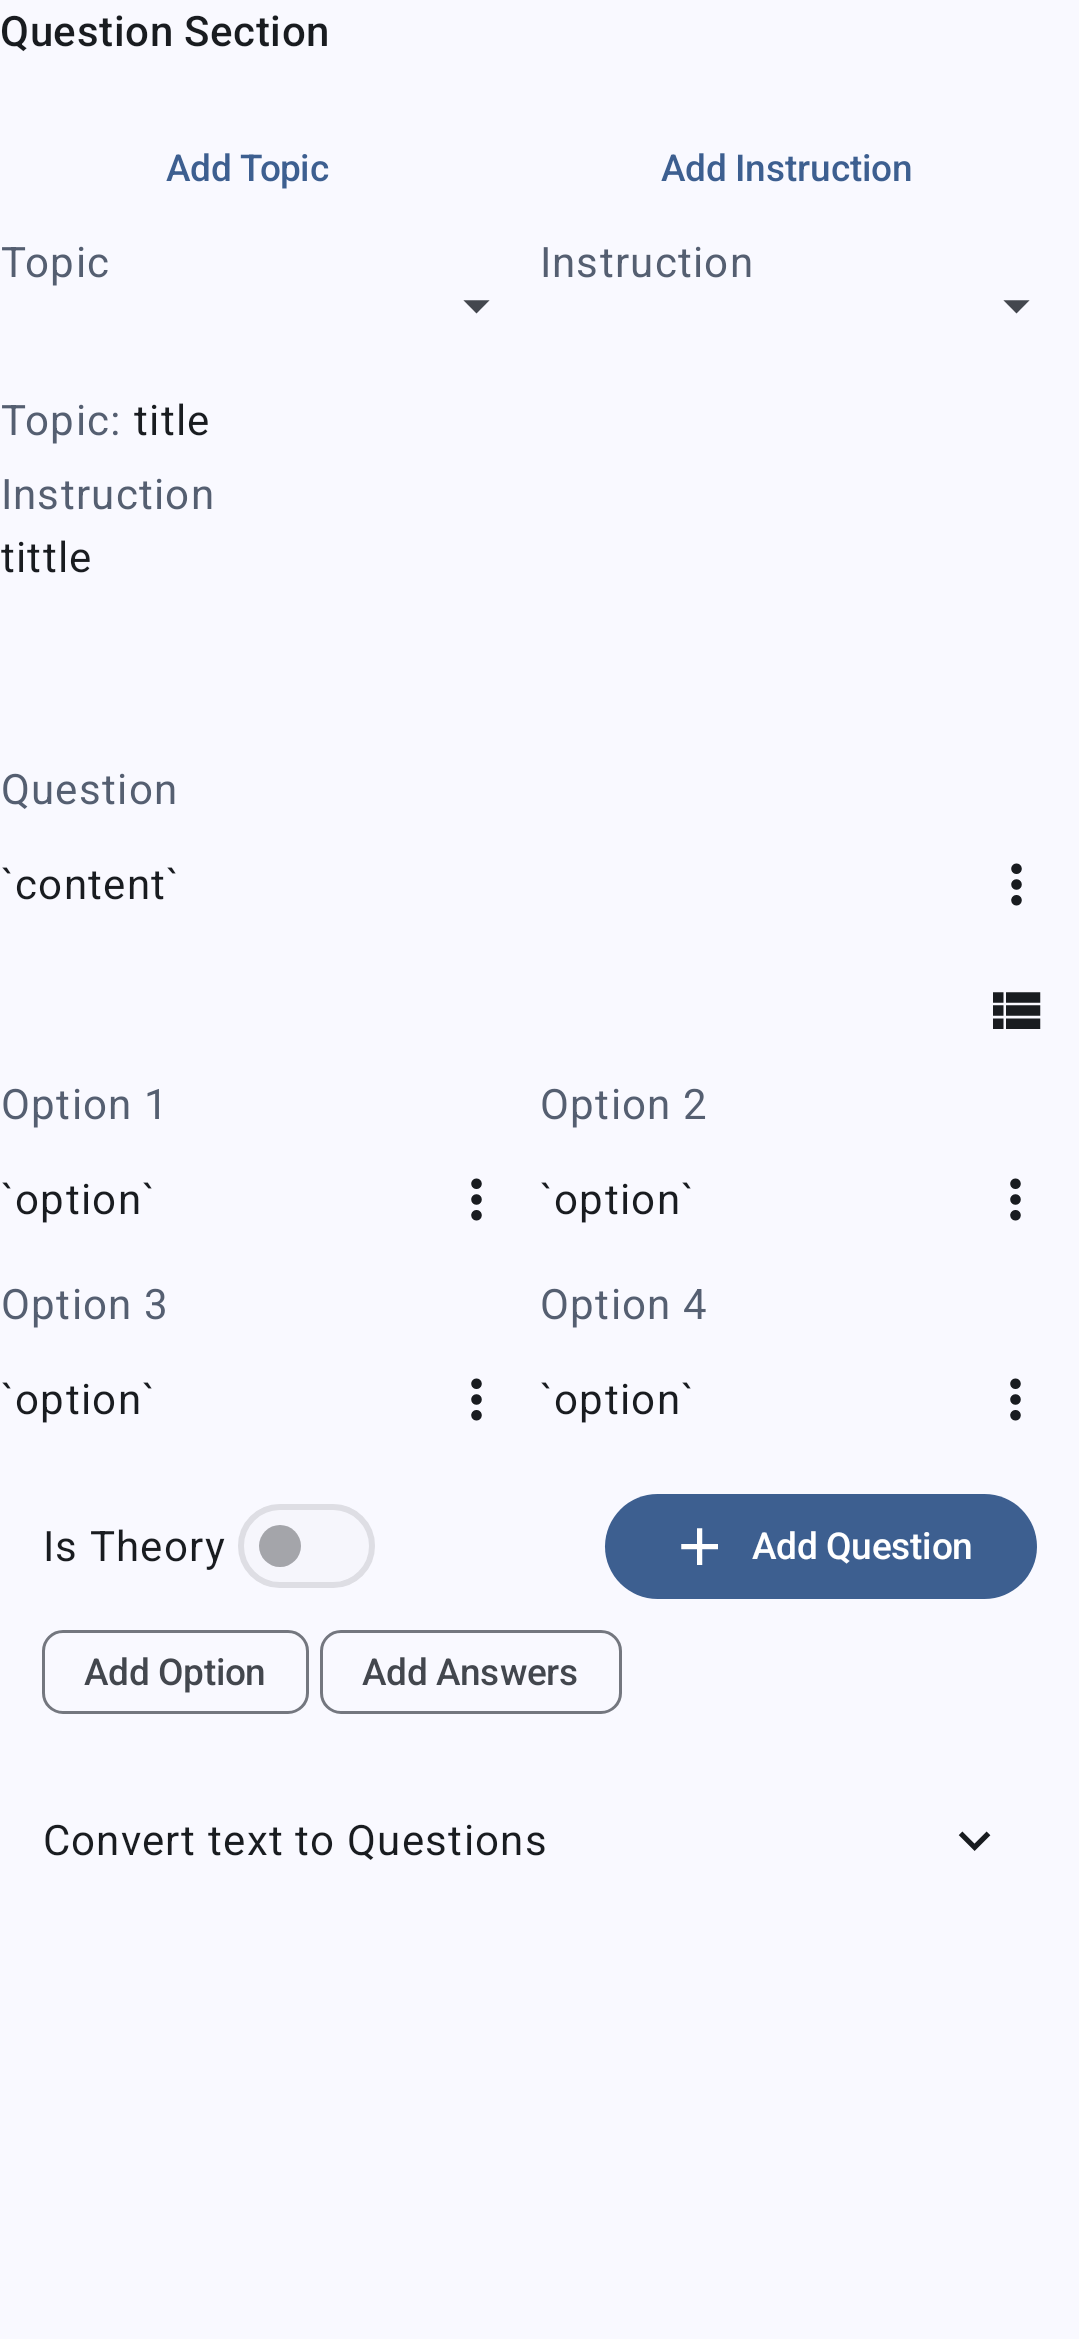 Question Section
Add Topic Add Instruction
Topic Instruction
Topic: title
Instruction
tittle
Question
`content`
Option 1 Option 2
`option` `option`
Option 3 Option 4
`option` `option`
Is Theory Add Question
Add Option Add Answers
Convert text to Questions